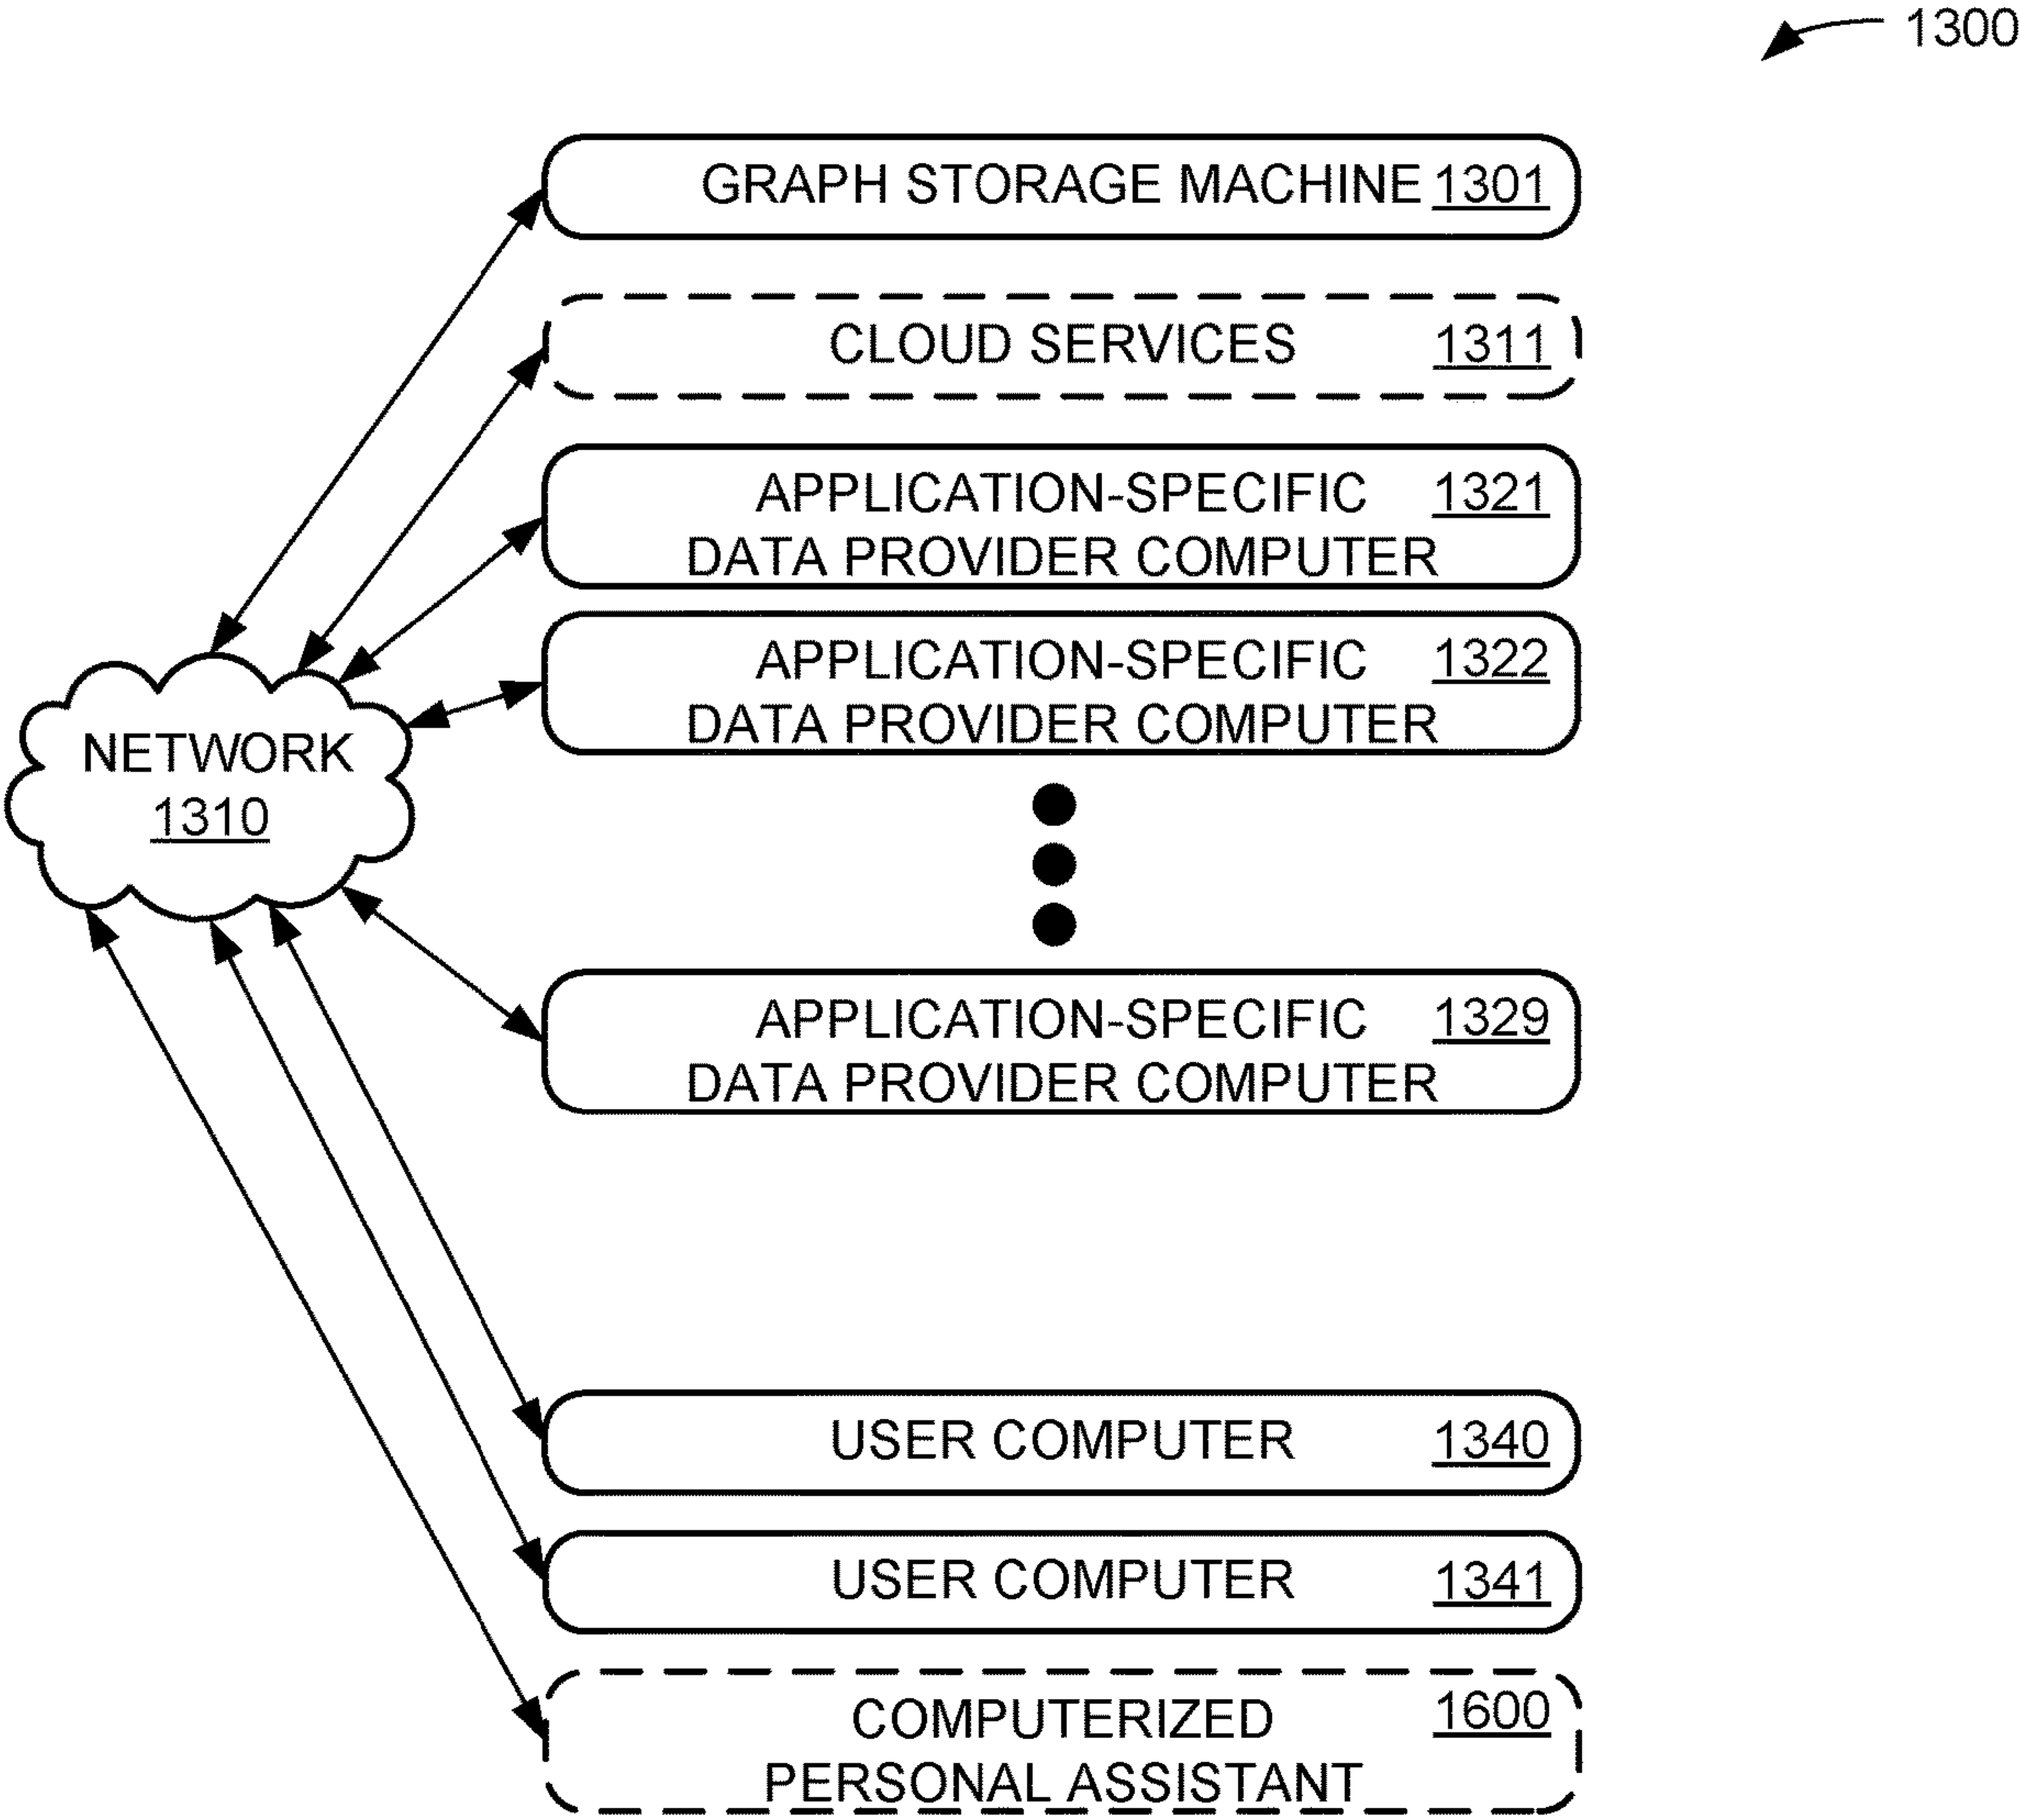 1300
GRAPH STORAGE MACHINE 1301
CLOUD SERVICES 1311
APPLICATION-SPECIFIC 1321
DATA PROVIDER COMPUTER
APPLICATION-SPECIFIC 1322
DATA PROVIDER COMPUTER
NETWORK
1310
APPLICATION-SPECIFIC 1329
DATA PROVIDER COMPUTER
USER COMPUTER 1340
USER COMPUTER 1341
COMPUTERIZED 1600
PERSONAL ASSISTANT